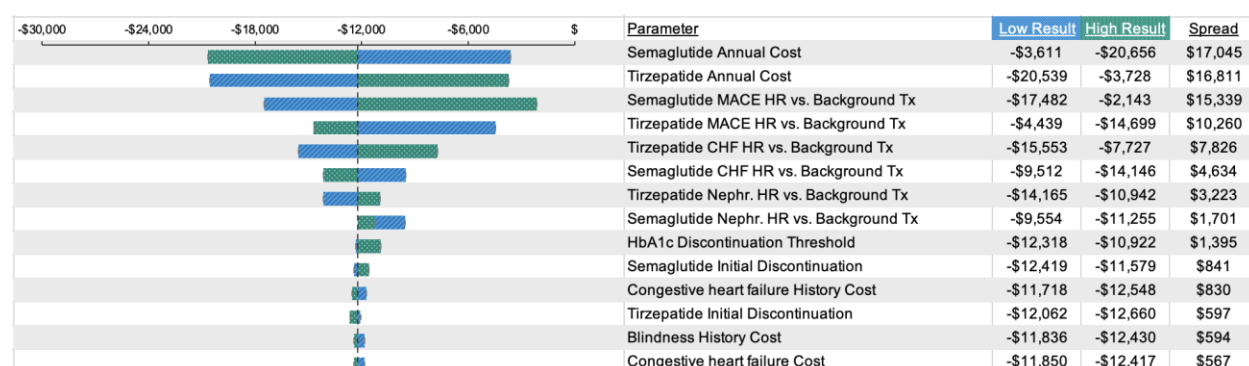 -$30,000 -$24,000 -$18,000 -$12,000 -$6,000 $
Parameter Low Result High Result Spread
Semaglutide Annual Cost -$3,611 -$20,656 $17,045
Tirzepatide Annual Cost -$20,539 -$3,728 $16,811
Semaglutide MACE HR vs. Background Tx -$17,482 -$2,143 $15,339
Tirzepatide MACE HR vs. Background Tx -$4,439 -$14,699 $10,260
Tirzepatide CHF HR vs. Background Tx -$15,553 -$7,727 $7,826
Semaglutide CHF HR vs. Background Tx -$9,512 -$14,146 $4,634
Tirzepatide Nephr. HR vs. Background Tx -$14,165 -$10,942 $3,223
Semaglutide Nephr. HR vs. Background Tx -$9,554 -$11,255 $1,701
HbA1c Discontinuation Threshold -$12,318 -$10,922 $1,395
Semaglutide Initial Discontinuation -$12,419 -$11,579 $841
Congestive heart failure History Cost -$11,718 -$12,548 $830
Tirzepatide Initial Discontinuation -$12,062 -$12,660 $597
Blindness History Cost -$11,836 -$12,430 $594
Congestive heart failure Cost -$11,850 -$12,417 $567